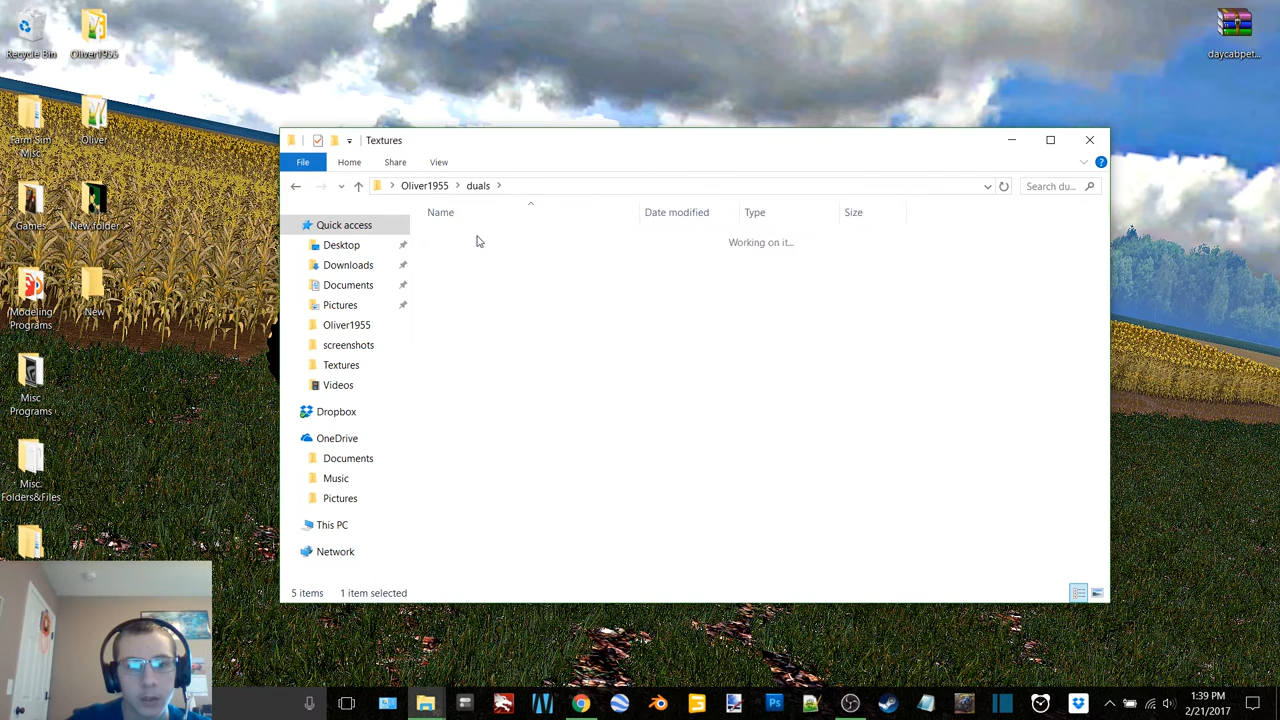 Recycle Bin
Oliver1955
daycabpet...
Farm Sim
Misc.
Oliver
Games
New folder
Modeling
Programs
New
Misc
Programs
Misc.
Folders&Files
Textures
File
Home
Share
View
Oliver1955
duals
Search du...
Name
Date modified
Type
Size
Working on it...
Quick access
Desktop
Downloads
Documents
Pictures
Oliver1955
screenshots
Textures
Videos
Dropbox
OneDrive
Documents
Music
Pictures
This PC
Network
5 items
1 item selected
Ps
1:39 PM
2/21/2017